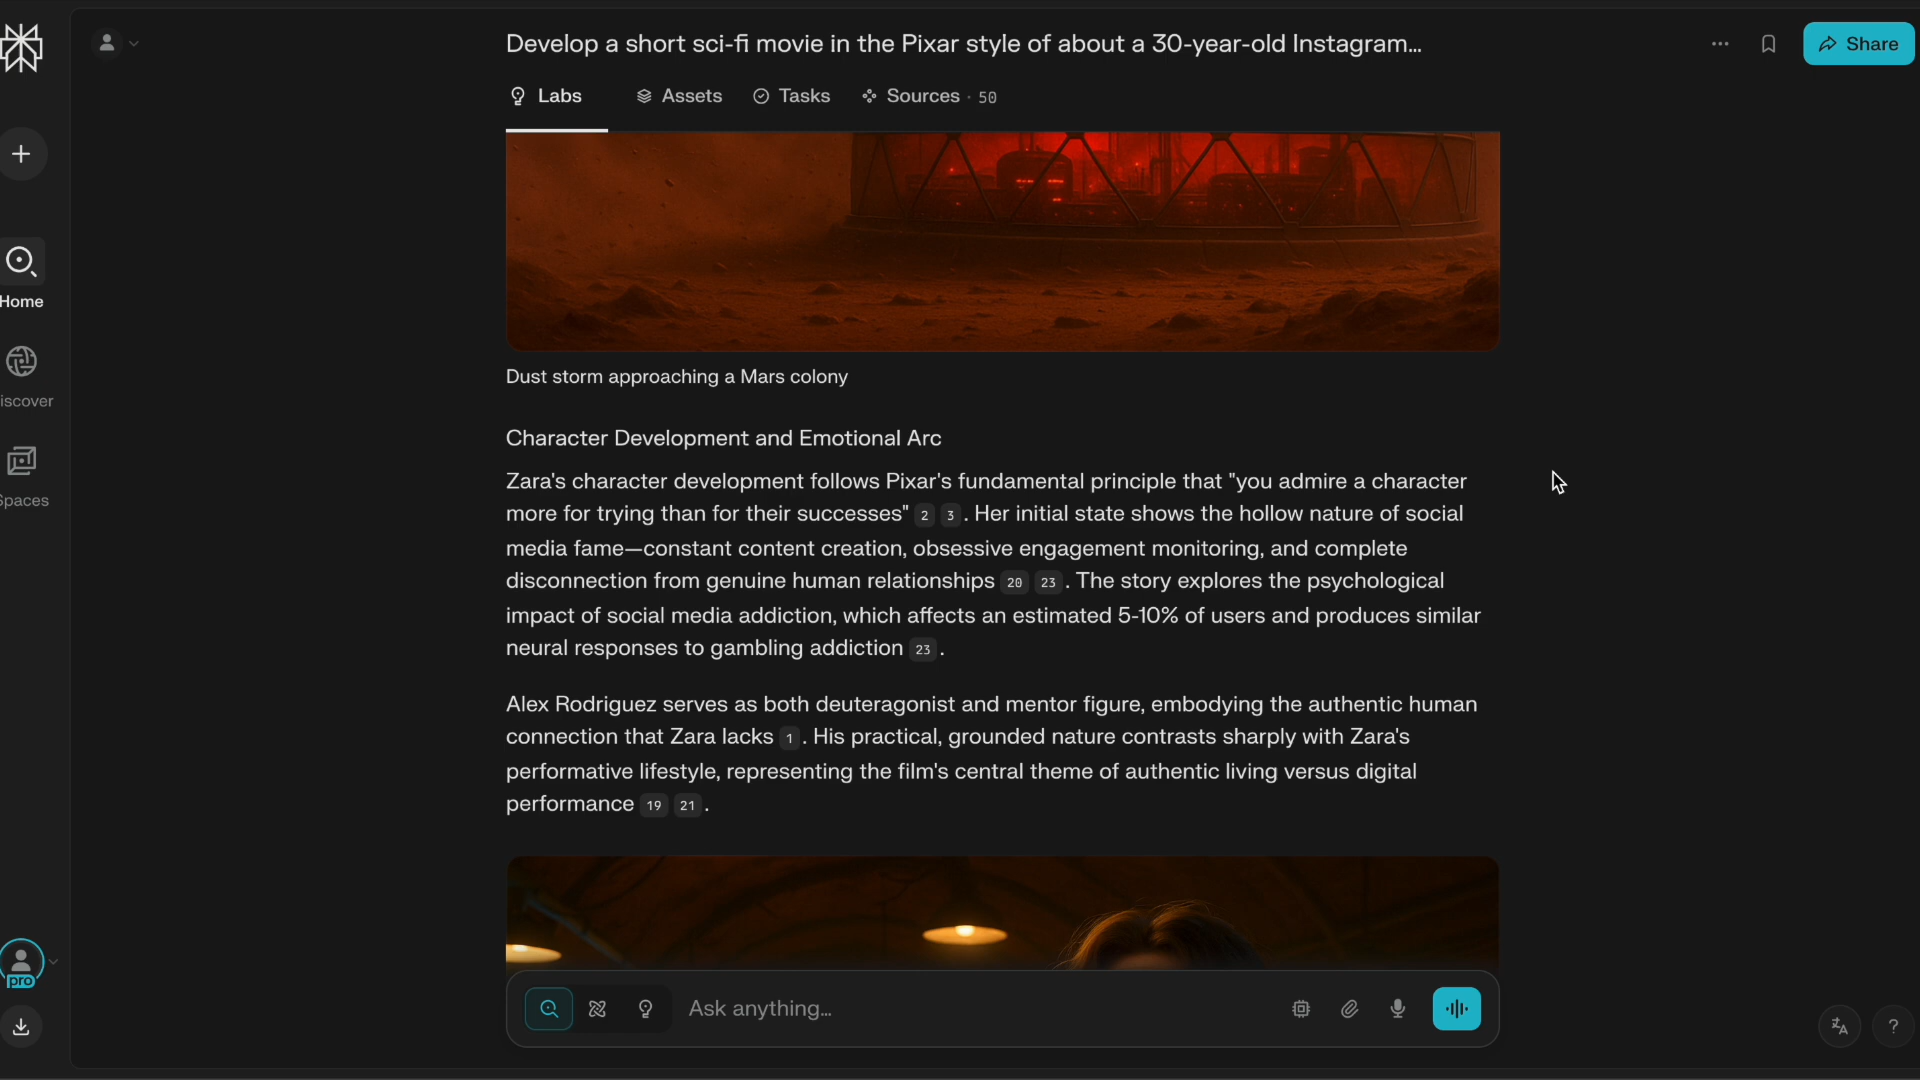 Develop a short sci-fi movie in the Pixar style of about a 30-year-old Instagram...
Share
Labs
Assets
Tasks
Sources · 50
Home
iscover
Spaces
Dust storm approaching a Mars colony
Character Development and Emotional Arc
Zara's character development follows Pixar's fundamental principle that "you admire a character
more for trying than for their successes" 2 3 . Her initial state shows the hollow nature of social
media fame—constant content creation, obsessive engagement monitoring, and complete
disconnection from genuine human relationships 20 23 . The story explores the psychological
impact of social media addiction, which affects an estimated 5-10% of users and produces similar
neural responses to gambling addiction 23 .
Alex Rodriguez serves as both deuteragonist and mentor figure, embodying the authentic human
connection that Zara lacks 1 . His practical, grounded nature contrasts sharply with Zara's
performative lifestyle, representing the film's central theme of authentic living versus digital
performance 19 21 .
pro
Ask anything...
?